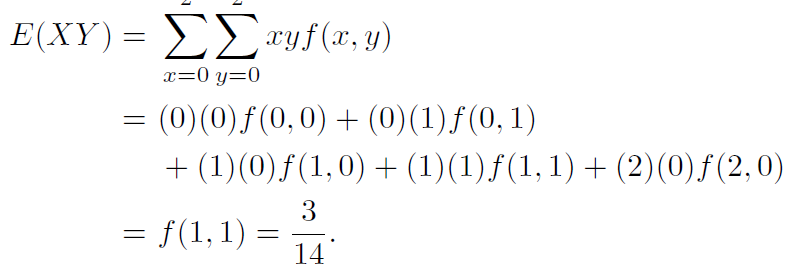 E(XY) = ∑_{x=0}^{2} ∑_{y=0}^{2} xyf(x, y)
= (0)(0)f(0, 0) + (0)(1)f(0, 1)
+ (1)(0)f(1, 0) + (1)(1)f(1, 1) + (2)(0)f(2, 0)
= f(1, 1) = 3/14.